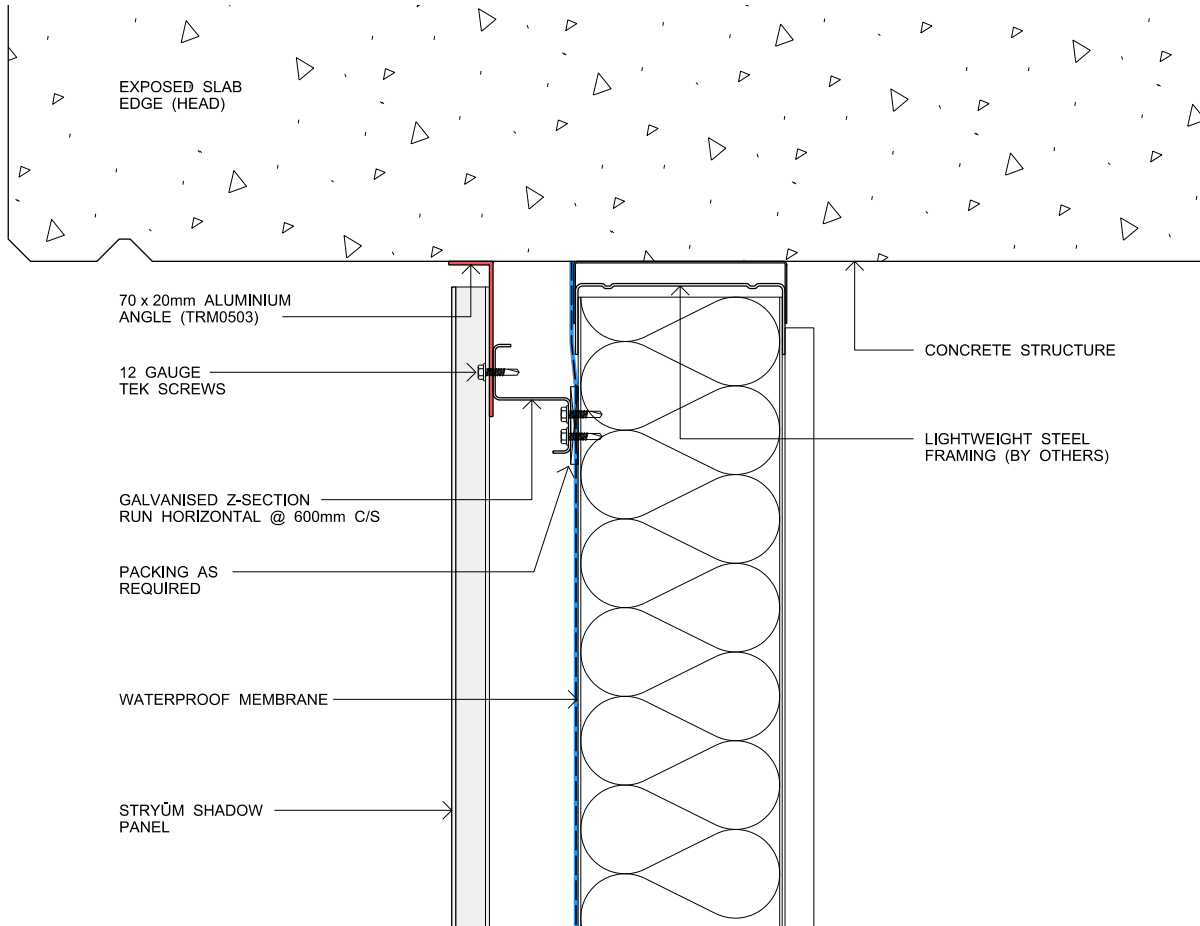 EXPOSED SLAB
EDGE (HEAD)
70 x 20mm ALUMINIUM
ANGLE (TRM0503)
12 GAUGE
TEK SCREWS
GALVANISED Z-SECTION
RUN HORIZONTAL @ 600mm C/S
PACKING AS
REQUIRED
WATERPROOF MEMBRANE
STRYÜM SHADOW
PANEL
CONCRETE STRUCTURE
LIGHTWEIGHT STEEL
FRAMING (BY OTHERS)